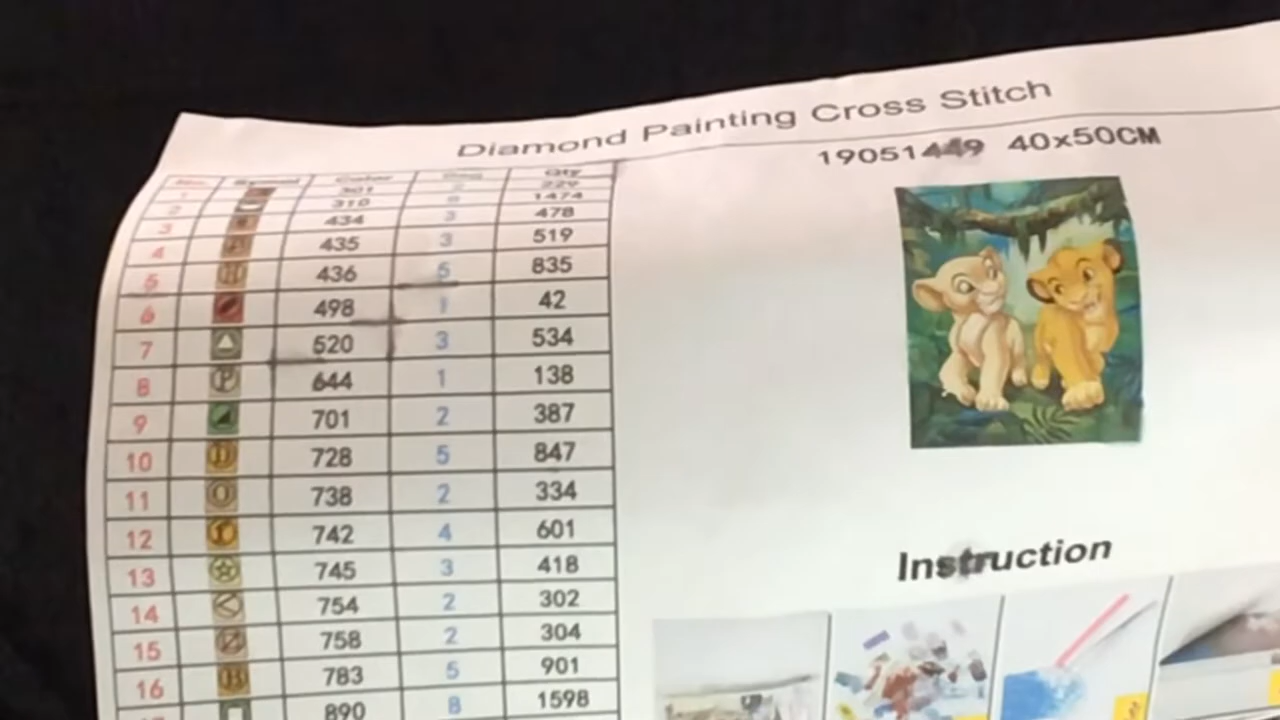 Diamond Painting Cross Stitch
19051449 40x50CM
No. Symbol Color Bag Qty
1 301 2 229
2 310 1474
3 434 3 478
4 435 3 519
5 436 5 835
6 498 1 42
7 520 3 534
8 P 644 1 138
9 701 2 387
10 D 728 5 847
11 O 738 2 334
12 742 4 601
13 745 3 418
14 754 2 302
15 758 2 304
16 B 783 5 901
890 8 1598
Instruction